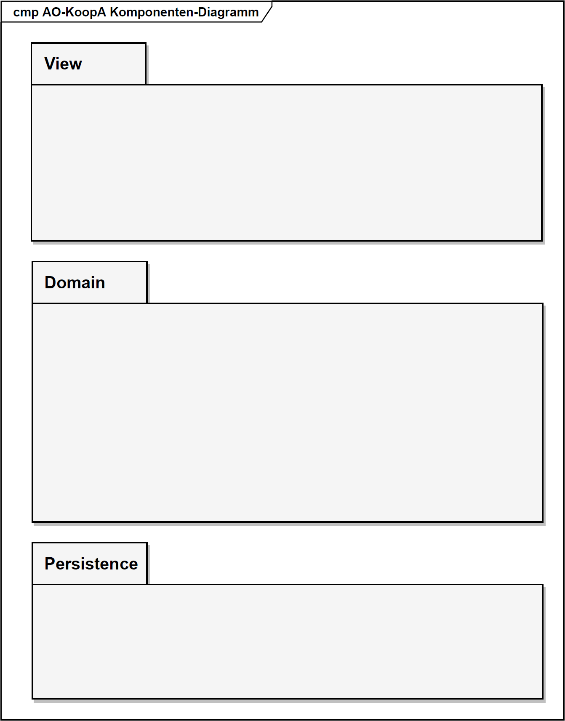 cmp AO-KoopA Komponenten-Diagramm
View
Domain
Persistence